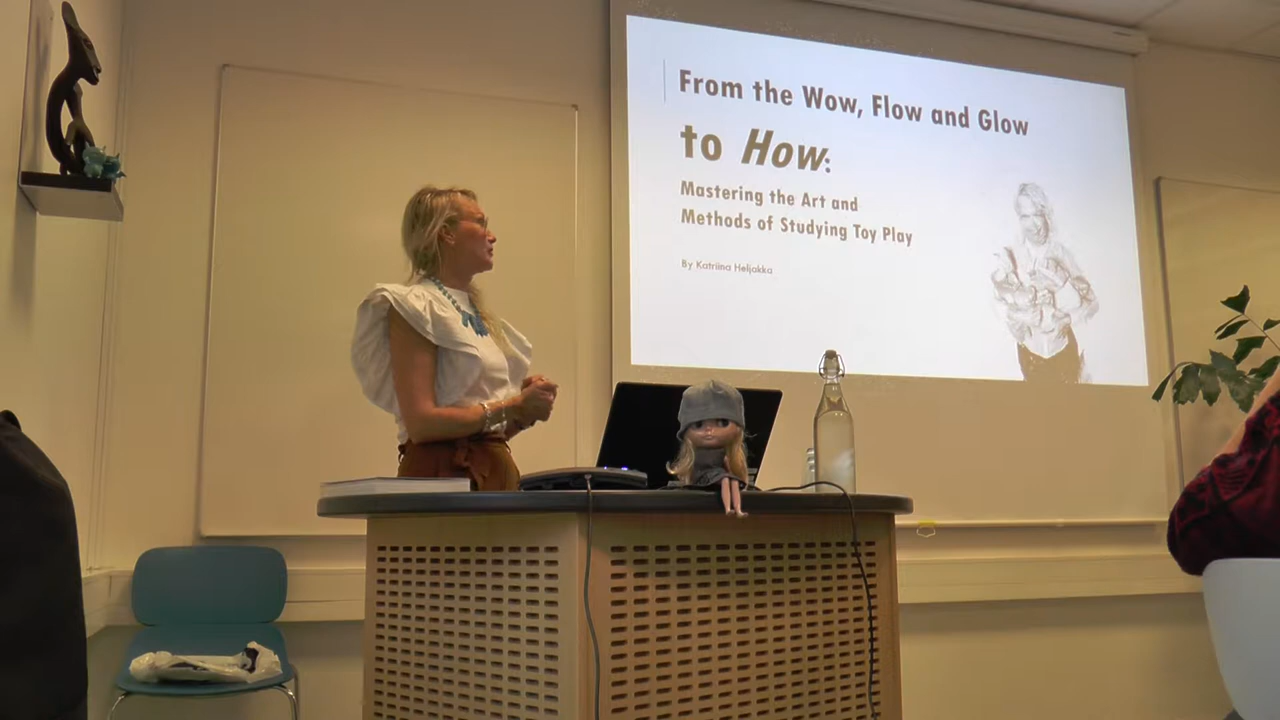 From the Wow, Flow and Glow
to How:
Mastering the Art and
Methods of Studying Toy Play
By Katriina Heljakka